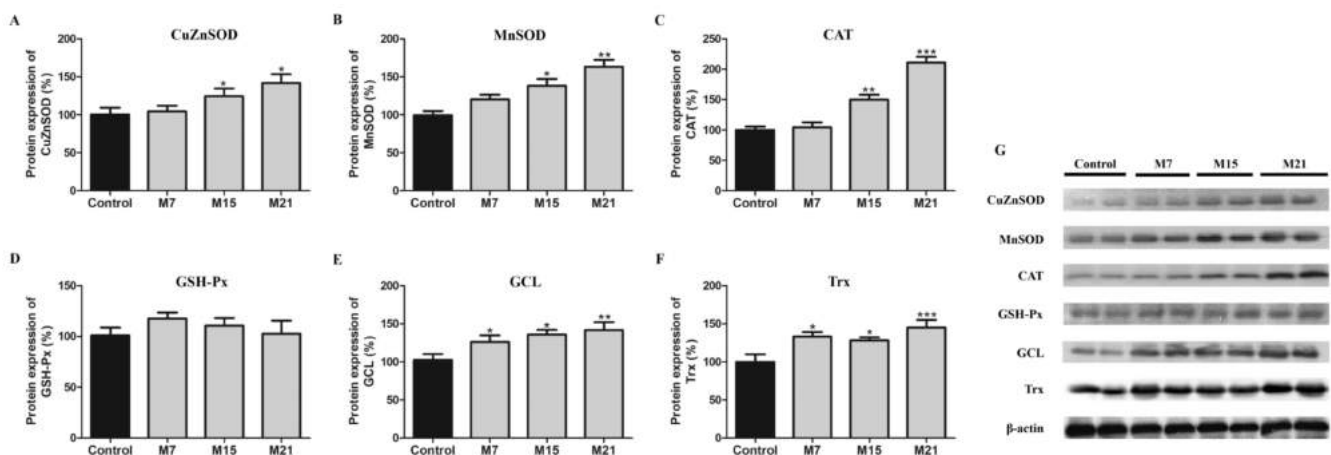 A
CuZnSOD
Protein expression of
CuZnSOD (%)
200
150
100
50
0
*
*
Control M7 M15 M21
B
MnSOD
Protein expression of
MnSOD (%)
200
150
100
50
0
*
**
Control M7 M15 M21
C
CAT
Protein expression of
CAT (%)
250
200
150
100
50
0
**
***
Control M7 M15 M21
D
GSH-Px
Protein expression of
GSH-Px (%)
150
100
50
0
Control M7 M15 M21
E
GCL
Protein expression of
GCL (%)
200
150
100
50
0
*
*
**
Control M7 M15 M21
F
Trx
Protein expression of
Trx (%)
200
150
100
50
0
*
*
***
Control M7 M15 M21
G
Control M7 M15 M21
CuZnSOD
MnSOD
CAT
GSH-Px
GCL
Trx
β-actin